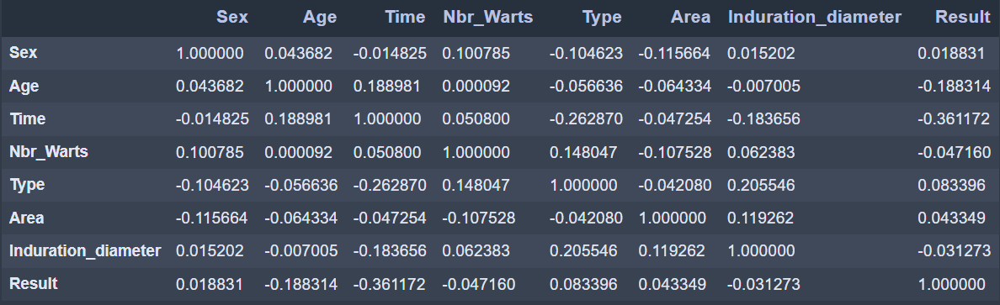 Sex Age Time Nbr_Warts Type Area Induration_diameter Result
Sex 1.000000 0.043682 -0.014825 0.100785 -0.104623 -0.115664 0.015202 0.018831
Age 0.043682 1.000000 0.188981 0.000092 -0.056636 -0.064334 -0.007005 -0.188314
Time -0.014825 0.188981 1.000000 0.050800 -0.262870 -0.047254 -0.183656 -0.361172
Nbr_Warts 0.100785 0.000092 0.050800 1.000000 0.148047 -0.107528 0.062383 -0.047160
Type -0.104623 -0.056636 -0.262870 0.148047 1.000000 -0.042080 0.205546 0.083396
Area -0.115664 -0.064334 -0.047254 -0.107528 -0.042080 1.000000 0.119262 0.043349
Induration_diameter 0.015202 -0.007005 -0.183656 0.062383 0.205546 0.119262 1.000000 -0.031273
Result 0.018831 -0.188314 -0.361172 -0.047160 0.083396 0.043349 -0.031273 1.000000